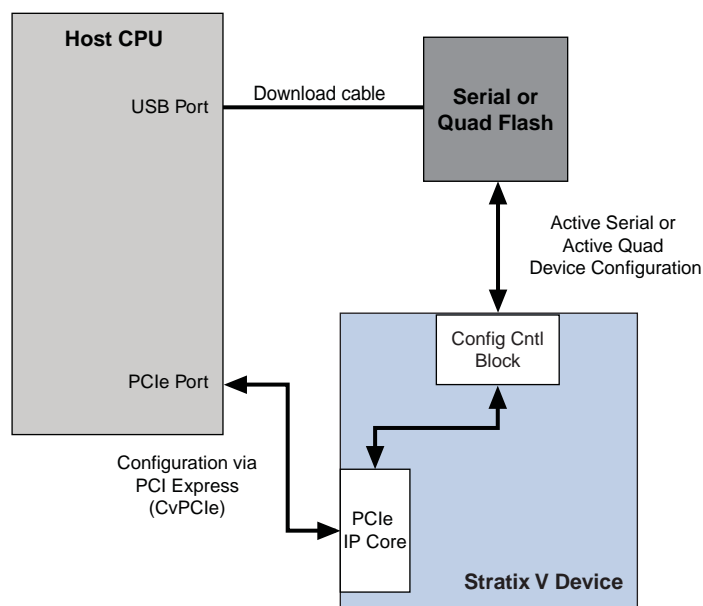 Host CPU
USB Port
Download cable
Serial or
Quad Flash
Active Serial or
Active Quad
Device Configuration
Config Cntl
Block
PCIe Port
Configuration via
PCI Express
(CvPCIe)
PCIe
IP Core
Stratix V Device